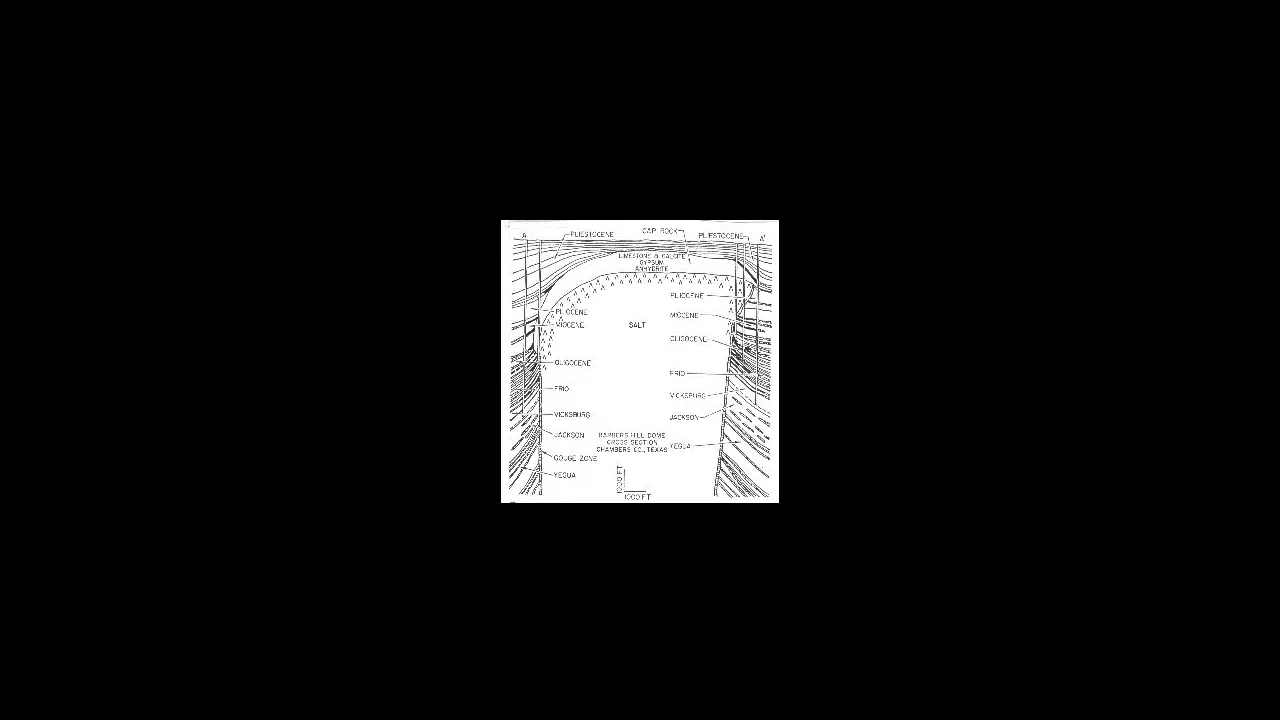 A
PLIESTOCENE
CAP ROCK
PLIESTOCENE
A'
LIMESTONE & CALCITE
GYPSUM
ANHYDRITE
PLIOCENE
MIOCENE
OLIGOCENE
FRIO
VICKSBURG
JACKSON
GOUGE ZONE
YEGUA
SALT
PLIOCENE
MIOCENE
OLIGOCENE
FRIO
VICKSBURG
JACKSON
YEGUA
BARBERS HILL DOME
CROSS SECTION
CHAMBERS CO., TEXAS
1000 FT
1000 FT